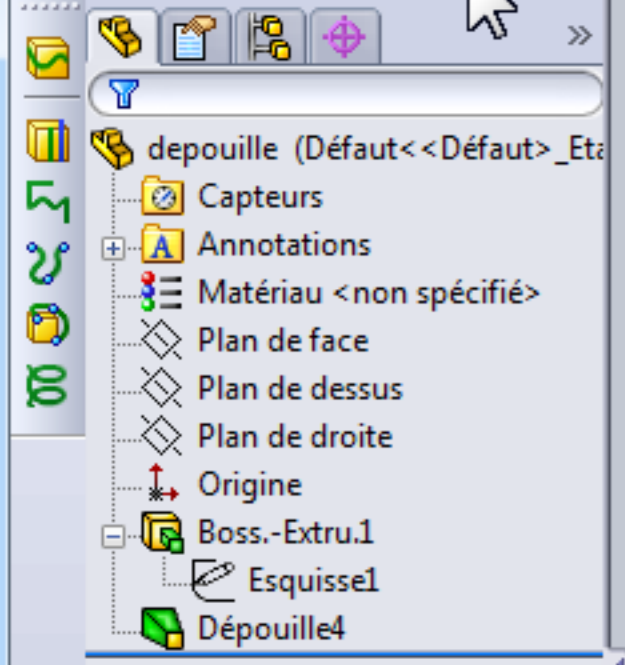 depouille (Défaut<<Défaut>_Eta
Capteurs
Annotations
Matériau <non spécifié>
Plan de face
Plan de dessus
Plan de droite
Origine
Boss.-Extru.1
Esquisse1
Dépouille4